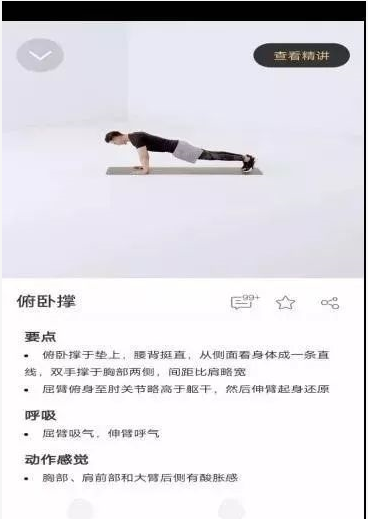 查看精讲
俯卧撑
99+
要点
• 俯卧撑于垫上，腰背挺直，从侧面看身体成一条直
线，双手撑于胸部两侧，间距比肩略宽
• 屈臂俯身至肘关节略高于躯干，然后伸臂起身还原
呼吸
• 屈臂吸气，伸臂呼气
动作感觉
• 胸部、肩前部和大臂后侧有酸胀感